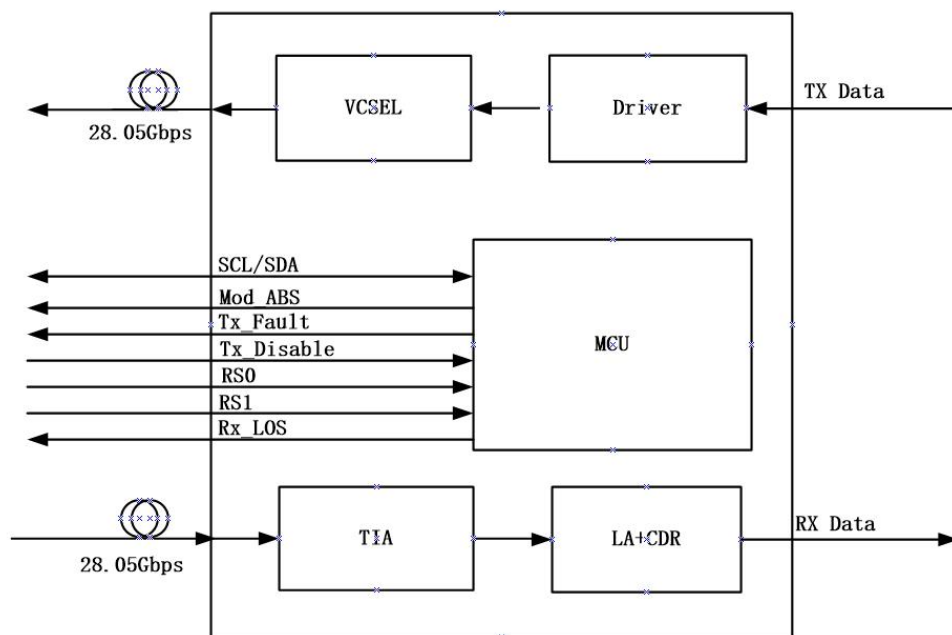 TX Data
VCSEL
Driver
28.05Gbps
SCL/SDA
Mod_ABS
Tx_Fault
Tx_Disable
MCU
RS0
RS1
Rx_LOS
RX Data
TIA
LA+CDR
28.05Gbps